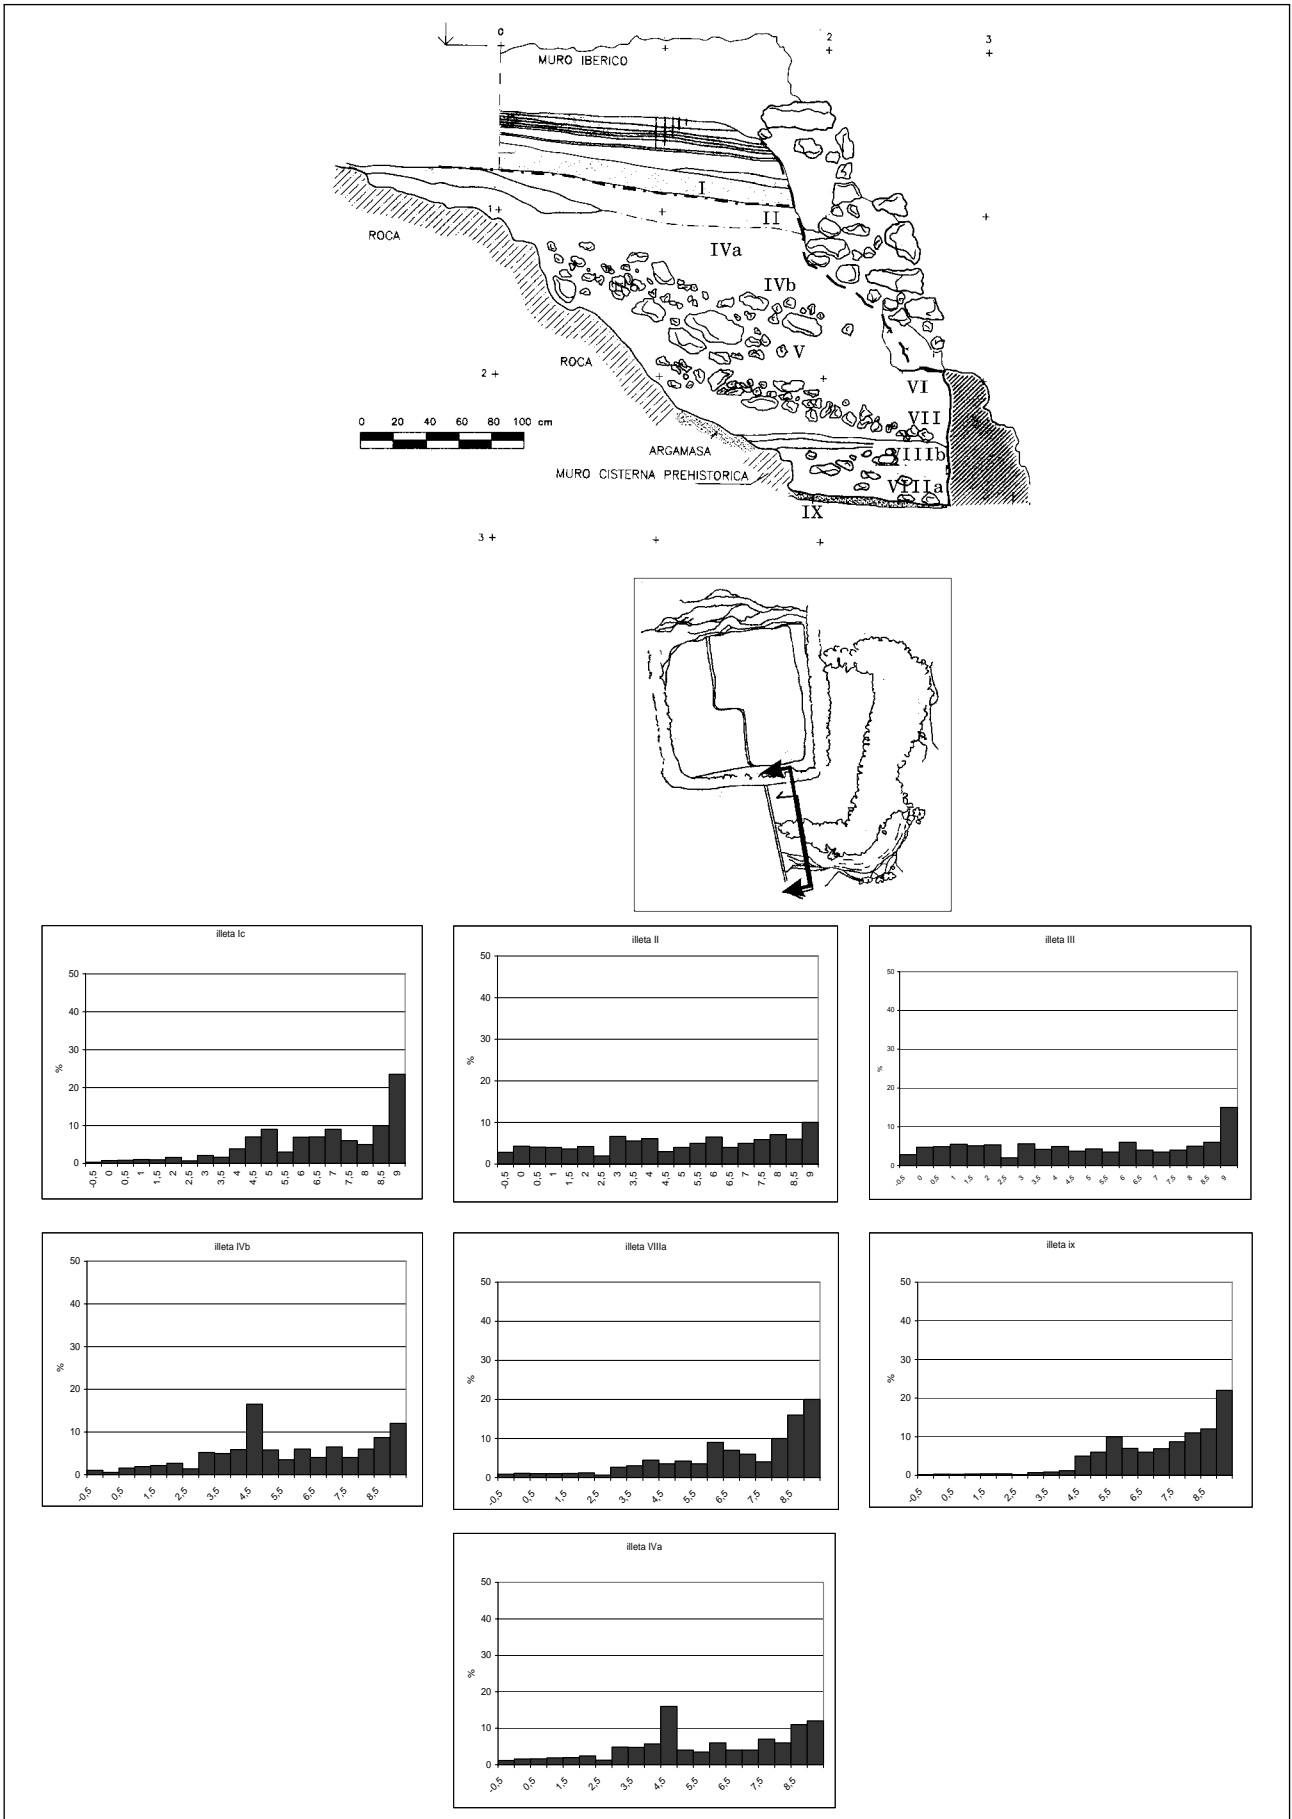 0 2 3
MURO IBERICO
I
1 II
ROCA
IVa
IVb
ROCA V
2 VI
0 20 40 60 80 100 cm
VII
ARGAMASA VIIIb
MURO CISTERNA PREHISTORICA VIIIa
IX
3
illeta Ic
50
40
30
20
10
0
%
-0,5 0 0,5 1 1,5 2 2,5 3 3,5 4 4,5 5 5,5 6 6,5 7 7,5 8 8,5 9
illeta II
50
40
30
20
10
0
%
-0,5 0 0,5 1 1,5 2 2,5 3 3,5 4 4,5 5 5,5 6 6,5 7 7,5 8 8,5 9
illeta III
50
40
30
20
10
0
%
-0,5 0 0,5 1 1,5 2 2,5 3 3,5 4 4,5 5 5,5 6 6,5 7 7,5 8 8,5 9
illeta IVb
50
40
30
20
10
0
%
-0,5 0,5 1,5 2,5 3,5 4,5 5,5 6,5 7,5 8,5
illeta VIIIa
50
40
30
20
10
0
%
-0,5 0,5 1,5 2,5 3,5 4,5 5,5 6,5 7,5 8,5
illeta ix
50
40
30
20
10
0
%
-0,5 0,5 1,5 2,5 3,5 4,5 5,5 6,5 7,5 8,5
illeta IVa
50
40
30
20
10
0
%
-0,5 0,5 1,5 2,5 3,5 4,5 5,5 6,5 7,5 8,5